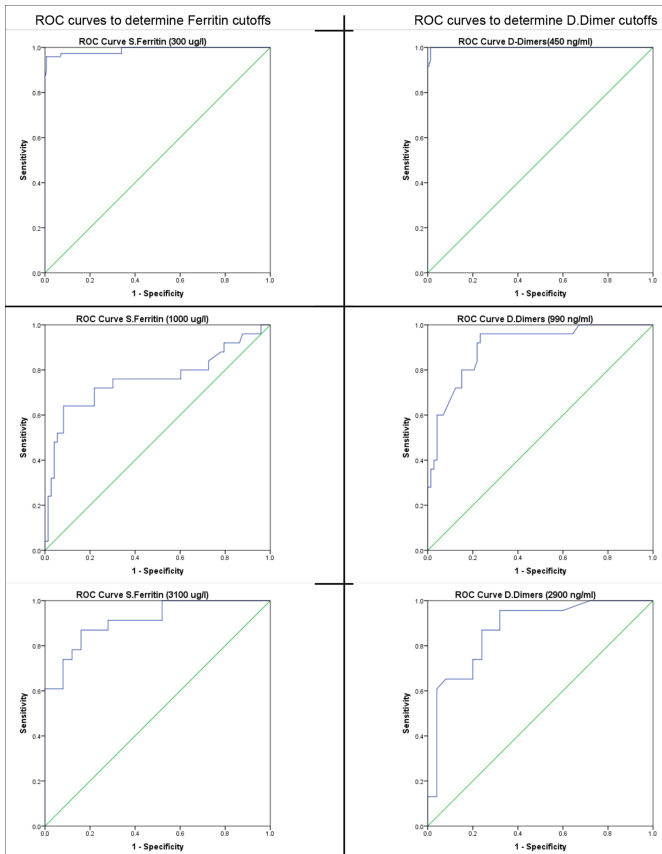 ROC curves to determine Ferritin cutoffs
ROC curves to determine D.Dimer cutoffs
ROC Curve S.Ferritin (300 ug/l)
1.0
0.8
0.6
0.4
0.2
0.0
Sensitivity
0.0 0.2 0.4 0.6 0.8 1.0
1 - Specificity
ROC Curve D-Dimers(450 ng/ml)
1.0
0.8
0.6
0.4
0.2
0.0
Sensitivity
0.0 0.2 0.4 0.6 0.8 1.0
1 - Specificity
ROC Curve S.Ferritin (1000 ug/l)
1.0
0.8
0.6
0.4
0.2
0.0
Sensitivity
0.0 0.2 0.4 0.6 0.8 1.0
1 - Specificity
ROC Curve D.Dimers (990 ng/ml)
1.0
0.8
0.6
0.4
0.2
0.0
Sensitivity
0.0 0.2 0.4 0.6 0.8 1.0
1 - Specificity
ROC Curve S.Ferritin (3100 ug/l)
1.0
0.8
0.6
0.4
0.2
0.0
Sensitivity
0.0 0.2 0.4 0.6 0.8 1.0
1 - Specificity
ROC Curve D.Dimers (2900 ng/ml)
1.0
0.8
0.6
0.4
0.2
0.0
Sensitivity
0.0 0.2 0.4 0.6 0.8 1.0
1 - Specificity